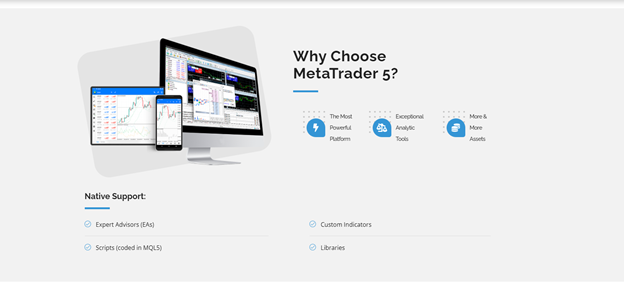 Why Choose
MetaTrader 5?
The Most
Powerful
Platform
Exceptional
Analytic
Tools
More &
More
Assets
Native Support:
Expert Advisors (EAs)
Custom Indicators
Scripts (coded in MQL5)
Libraries